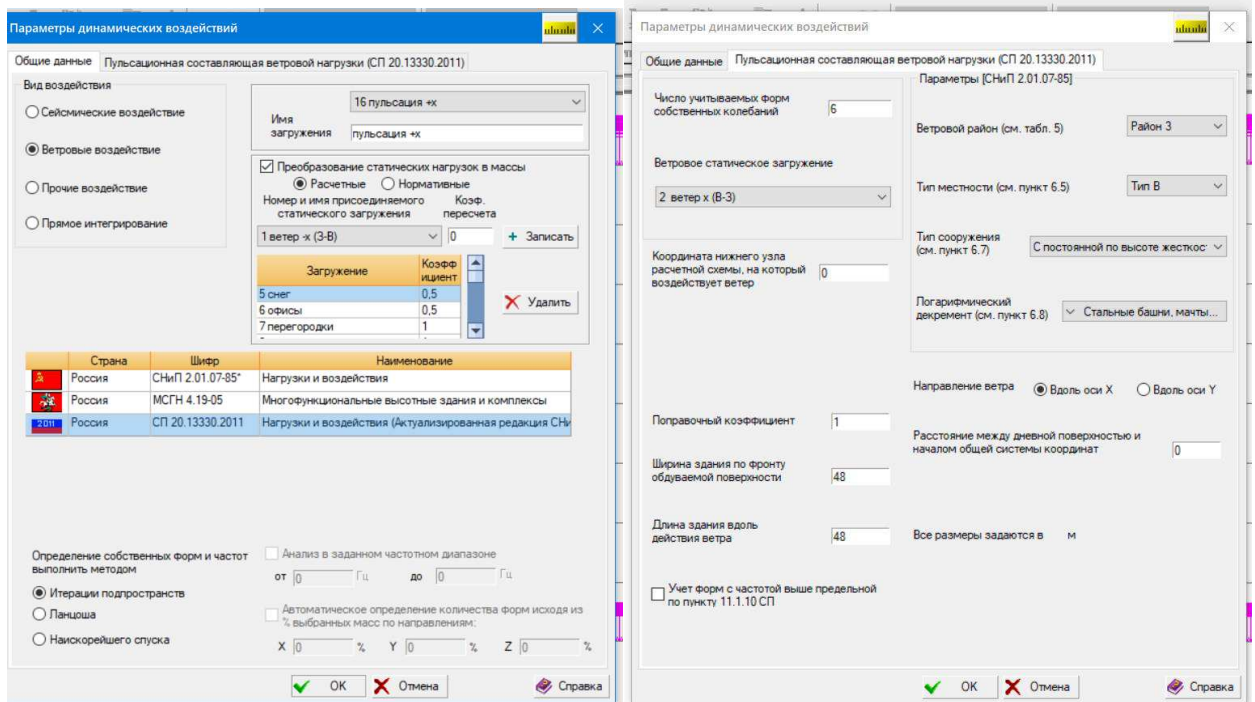 Параметры динамических воздействий
Общие данные
Пульсационная составляющая ветровой нагрузки (СП 20.13330.2011)
Вид воздействия
Сейсмические воздействие
Ветровые воздействие
Прочие воздействие
Прямое интегрирование
16 пульсация +х
Имя
загружения
пульсация +х
Преобразование статических нагрузок в массы
Расчетные
Нормативные
Номер и имя присоединяемого
статического загружения
Коэф.
пересчета
1 ветер -х (З-В)
0
Записать
Загружение
Коэфф
ициент
5 снег
0,5
6 офисы
0,5
7 перегородки
1
Удалить
Страна
Шифр
Наименование
Россия
СНиП 2.01.07-85*
Нагрузки и воздействия
Россия
МСГН 4.19-05
Многофункциональные высотные здания и комплексы
2011
Россия
СП 20.13330.2011
Нагрузки и воздействия (Актуализированная редакция СНи
Определение собственных форм и частот
выполнить методом
Итерации подпространств
Ланцоша
Наискорейшего спуска
Анализ в заданном частотном диапазоне
от 0 Гц до 0 Гц
Автоматическое определение количества форм исходя из
% выбранных масс по направлениям:
X 0 % Y 0 % Z 0 %
OK
Отмена
Справка
Параметры динамических воздействий
Общие данные
Пульсационная составляющая ветровой нагрузки (СП 20.13330.2011)
Число учитываемых форм
собственных колебаний
6
Ветровое статическое загружение
2 ветер х (В-З)
Координата нижнего узла
расчетной схемы, на который
воздействует ветер
0
Поправочный коэффициент
1
Ширина здания по фронту
обдуваемой поверхности
48
Длина здания вдоль
действия ветра
48
Учет форм с частотой выше предельной
по пункту 11.1.10 СП
Параметры [СНиП 2.01.07-85]
Ветровой район (см. табл. 5)
Район 3
Тип местности (см. пункт 6.5)
Тип В
Тип сооружения
(см. пункт 6.7)
С постоянной по высоте жесткос
Логарифмический
декремент (см. пункт 6.8)
Стальные башни, мачты...
Направление ветра
Вдоль оси X
Вдоль оси Y
Расстояние между дневной поверхностью и
началом общей системы координат
0
Все размеры задаются в м
OK
Отмена
Справка